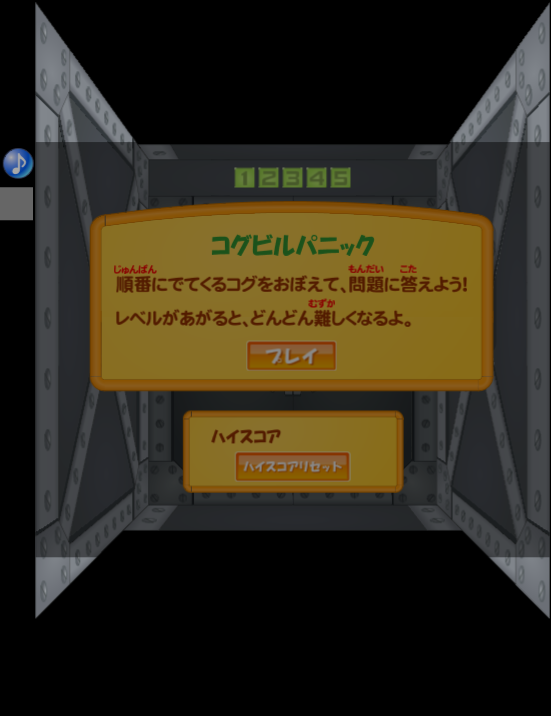 12345
コグビルパニック
じゅんばん もんだい こた
順番にでてくるコグをおぼえて、問題に答えよう!
むずか
レベルがあがると、どんどん難しくなるよ。
プレイ
ハイスコア
ハイスコアリセット